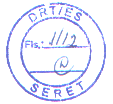 DRT/ES
Fls.: 1112
SERET